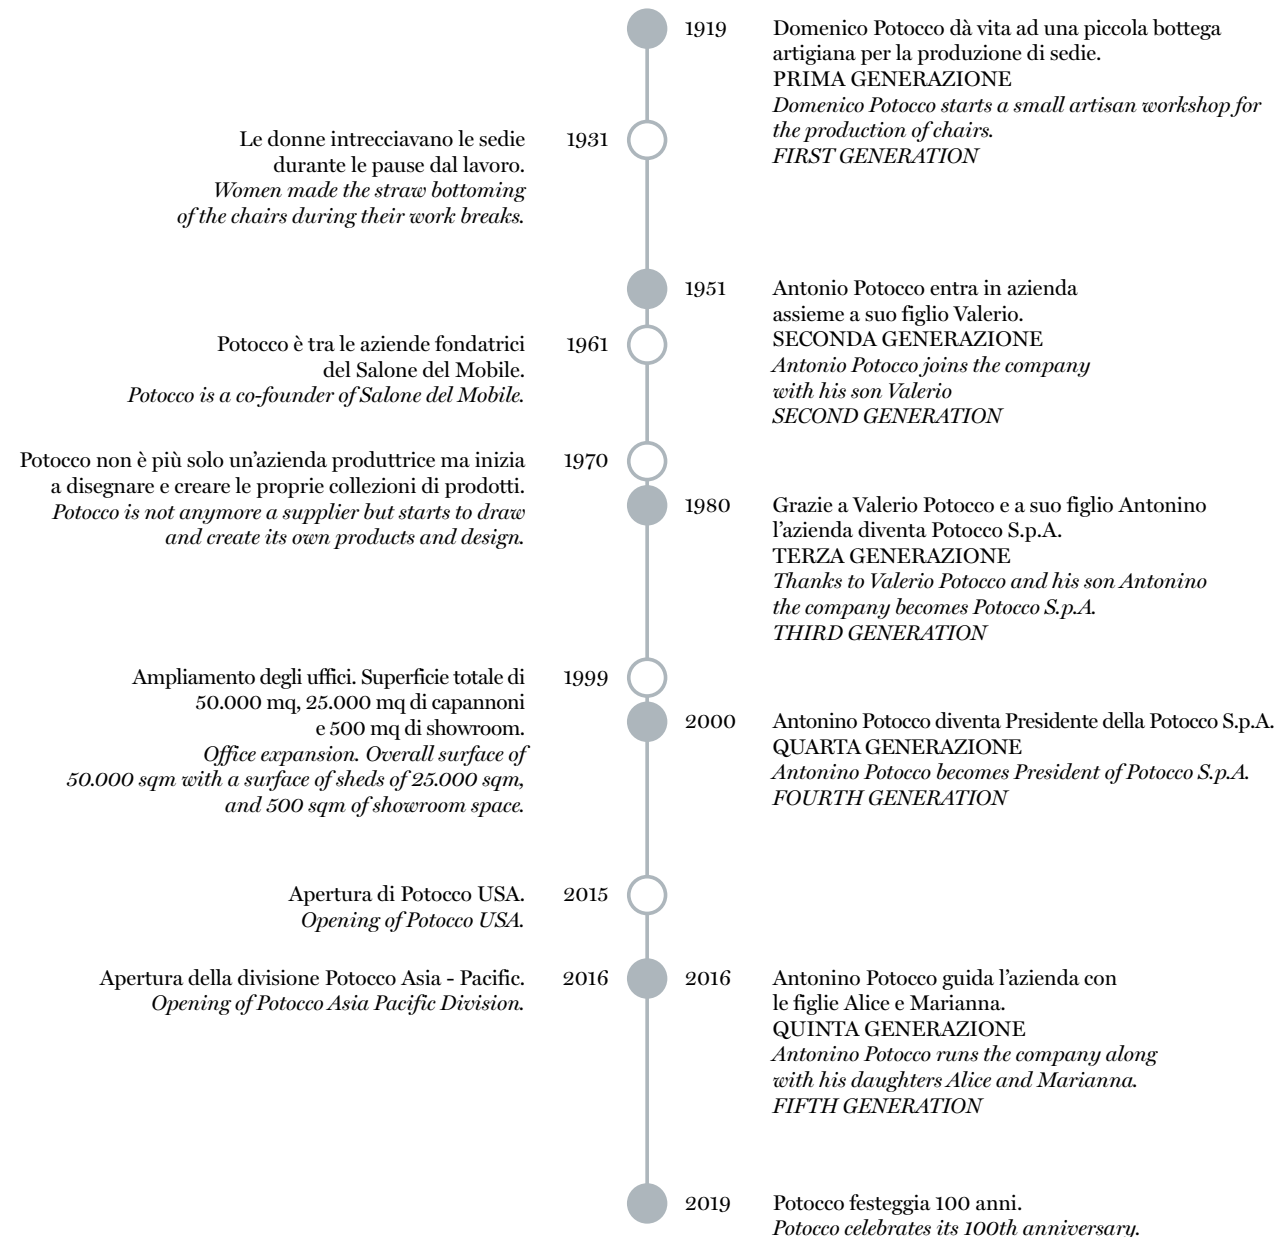 1919
Domenico Potocco dà vita ad una piccola bottega
artigiana per la produzione di sedie.
PRIMA GENERAZIONE
Domenico Potocco starts a small artisan workshop for
the production of chairs.
FIRST GENERATION
Le donne intrecciavano le sedie
durante le pause dal lavoro.
Women made the straw bottoming
of the chairs during their work breaks.
1931
1951
Antonio Potocco entra in azienda
assieme a suo figlio Valerio.
SECONDA GENERAZIONE
Antonio Potocco joins the company
with his son Valerio
SECOND GENERATION
Potocco è tra le aziende fondatrici
del Salone del Mobile.
Potocco is a co-founder of Salone del Mobile.
1961
Potocco non è più solo un'azienda produttrice ma inizia
a disegnare e creare le proprie collezioni di prodotti.
Potocco is not anymore a supplier but starts to draw
and create its own products and design.
1970
1980
Grazie a Valerio Potocco e a suo figlio Antonino
l'azienda diventa Potocco S.p.A.
TERZA GENERAZIONE
Thanks to Valerio Potocco and his son Antonino
the company becomes Potocco S.p.A.
THIRD GENERATION
Ampliamento degli uffici. Superficie totale di
50.000 mq, 25.000 mq di capannoni
e 500 mq di showroom.
Office expansion. Overall surface of
50.000 sqm with a surface of sheds of 25.000 sqm,
and 500 sqm of showroom space.
1999
2000
Antonino Potocco diventa Presidente della Potocco S.p.A.
QUARTA GENERAZIONE
Antonino Potocco becomes President of Potocco S.p.A.
FOURTH GENERATION
Apertura di Potocco USA.
Opening of Potocco USA.
2015
Apertura della divisione Potocco Asia - Pacific.
Opening of Potocco Asia Pacific Division.
2016
2016
Antonino Potocco guida l'azienda con
le figlie Alice e Marianna.
QUINTA GENERAZIONE
Antonino Potocco runs the company along
with his daughters Alice and Marianna.
FIFTH GENERATION
2019
Potocco festeggia 100 anni.
Potocco celebrates its 100th anniversary.